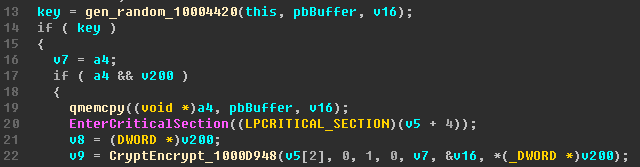 13 key = gen_random_10004420(this, pbBuffer, v16);
14 if ( key )
15 {
16 v7 = a4;
17 if ( a4 && v200 )
18 {
19 qmemcpy((void *)a4, pbBuffer, v16);
20 EnterCriticalSection((LPCRITICAL_SECTION)(v5 + 4));
21 v8 = (DWORD *)v200;
22 v9 = CryptEncrypt_1000D948(v5[2], 0, 1, 0, v7, &v16, *(_DWORD *)v200);